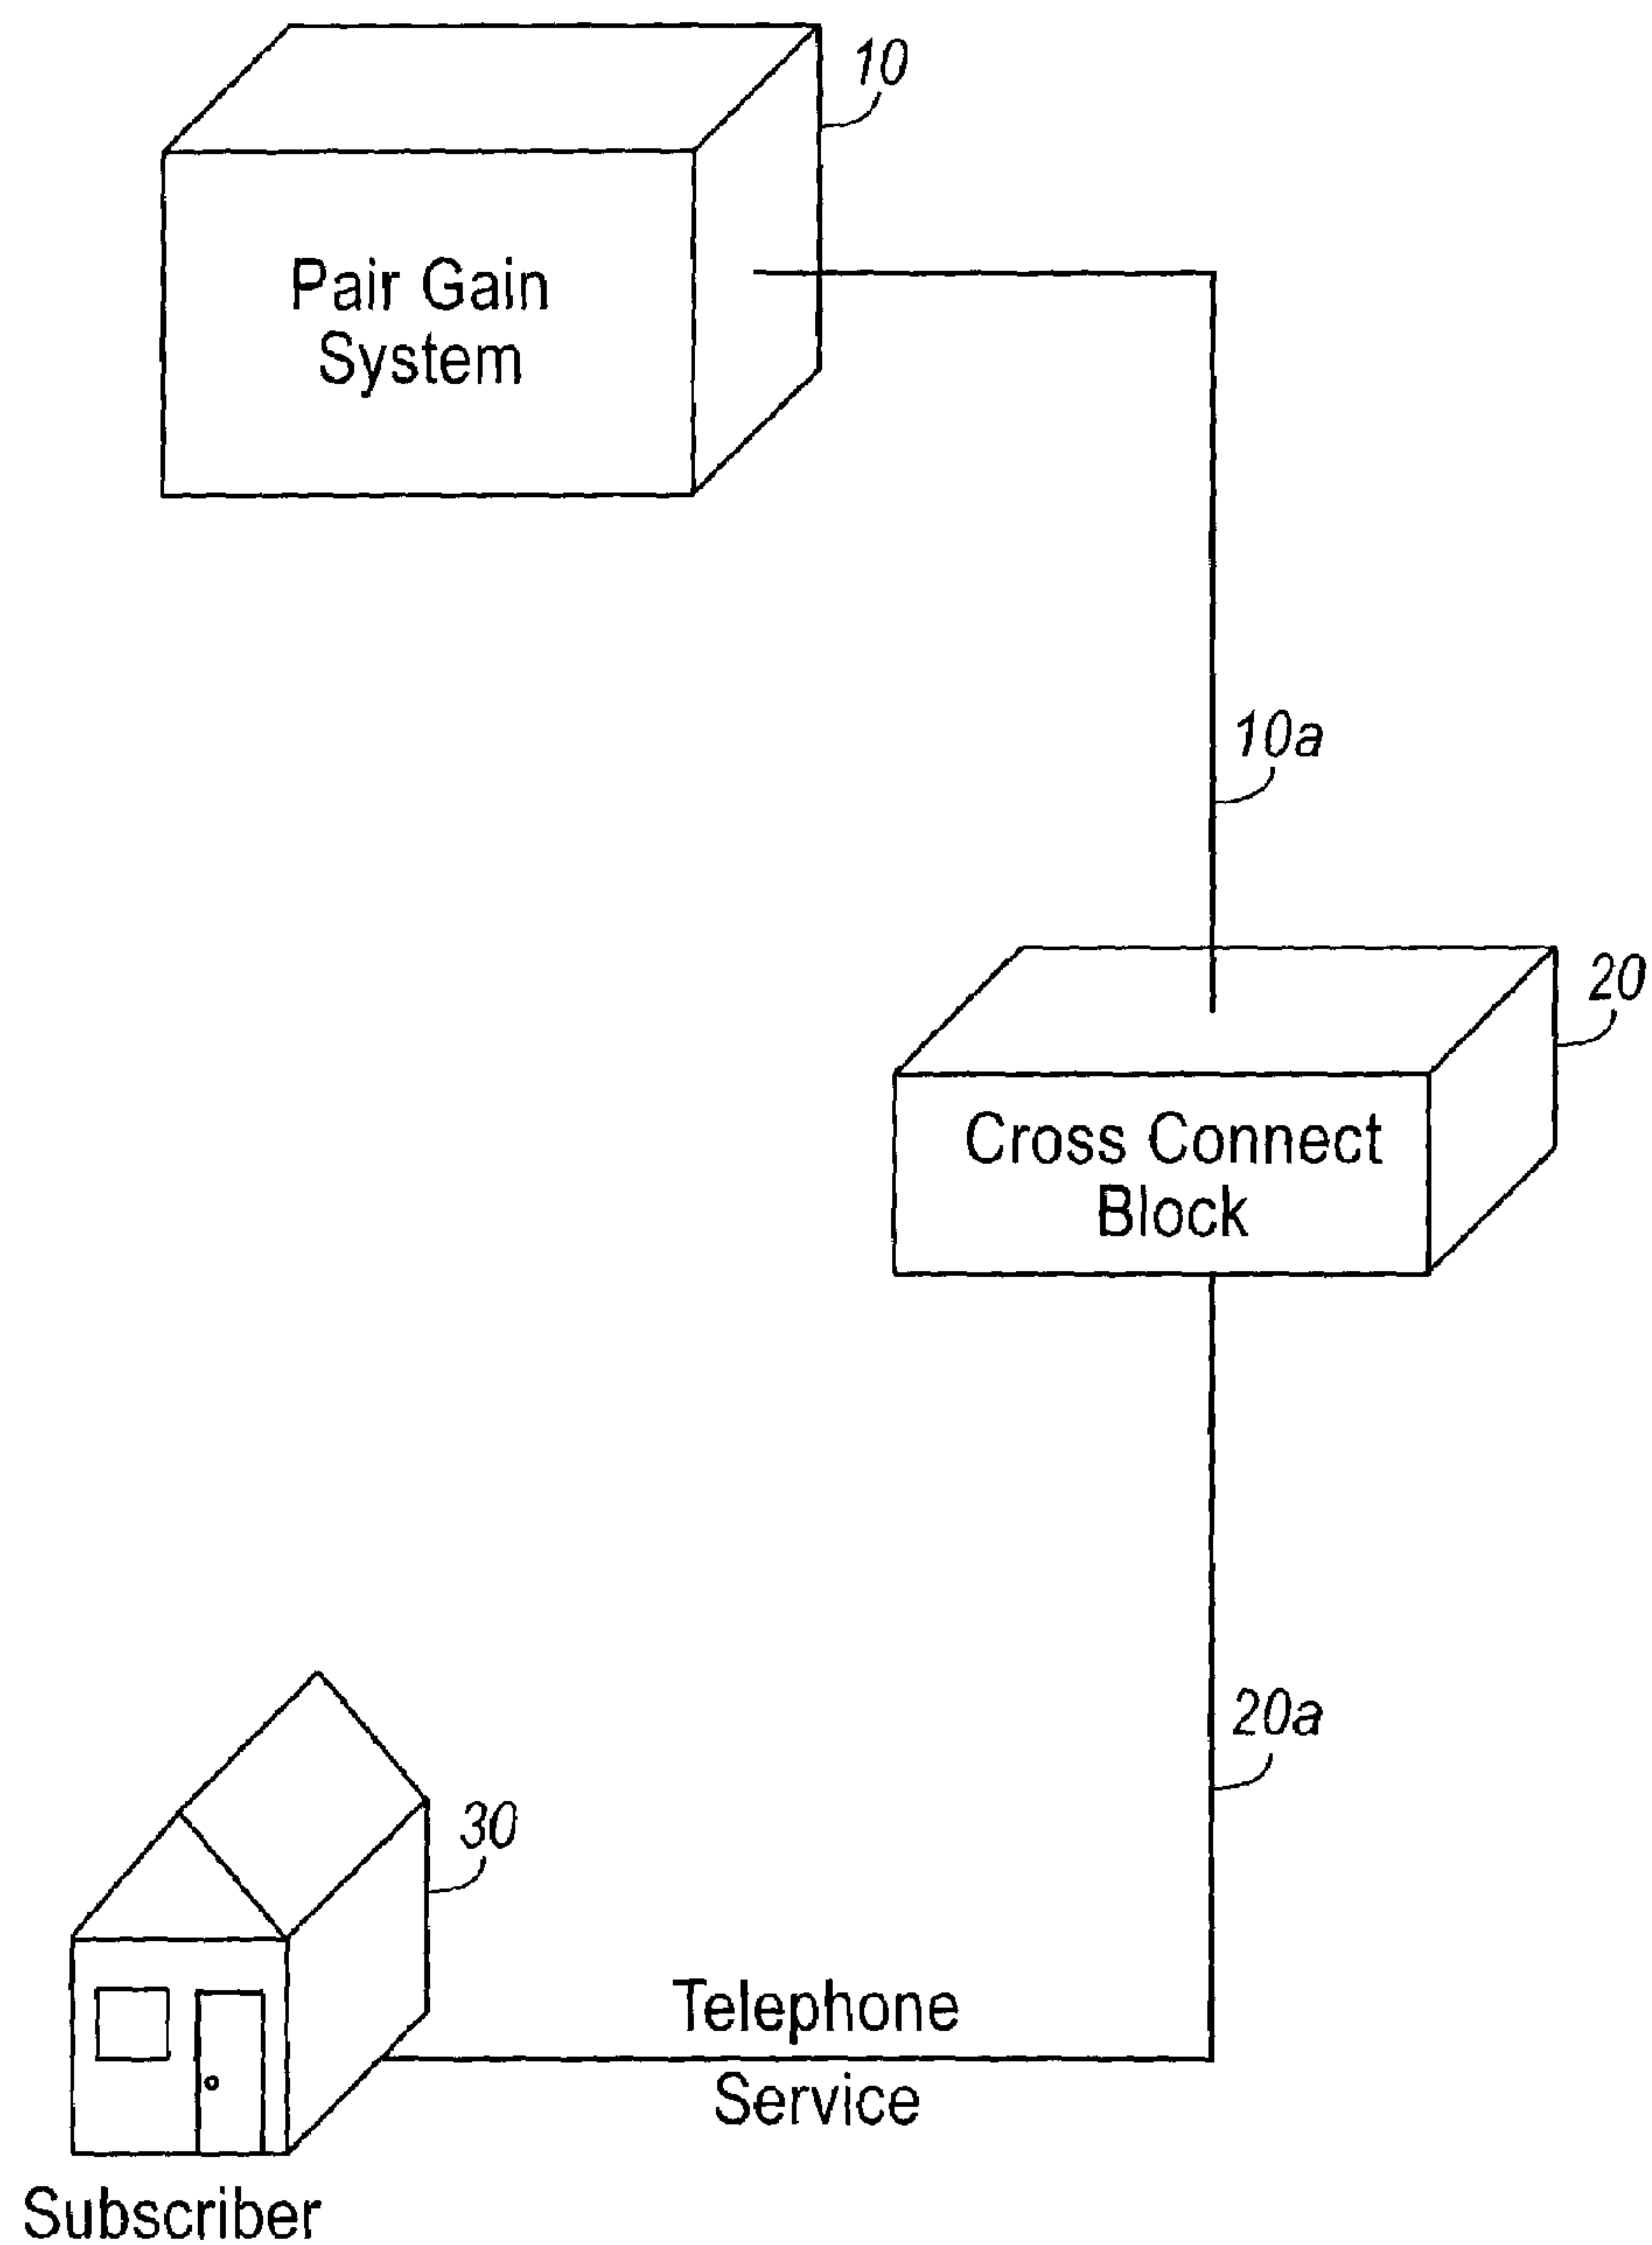 10
Pair Gain
System
10a
20
Cross Connect
Block
20a
30
Telephone
Service
Subscriber